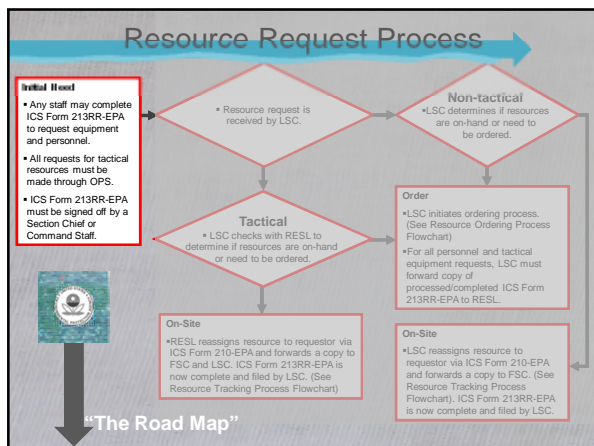 Resource Request Process
Initial Need
▪ Any staff may complete
ICS Form 213RR-EPA
to request equipment
and personnel.
▪ All requests for tactical
resources must be
made through OPS.
▪ ICS Form 213RR-EPA
must be signed off by a
Section Chief or
Command Staff.
▪ Resource request is
received by LSC.
Non-tactical
▪LSC determines if resources
are on-hand or need to
be ordered.
Tactical
▪ LSC checks with RESL to
determine if resources are on-hand
or need to be ordered.
Order
▪LSC initiates ordering process.
(See Resource Ordering Process
Flowchart)
▪For all personnel and tactical
equipment requests, LSC must
forward copy of
processed/completed ICS Form
213RR-EPA to RESL.
On-Site
▪RESL reassigns resource to requestor via
ICS Form 210-EPA and forwards a copy to
FSC and LSC. ICS Form 213RR-EPA is
now complete and filed by LSC. (See
Resource Tracking Process Flowchart)
On-Site
▪LSC reassigns resource to
requestor via ICS Form 210-EPA
and forwards a copy to FSC. (See
Resource Tracking Process
Flowchart). ICS Form 213RR-EPA
is now complete and filed by LSC.
“The Road Map”